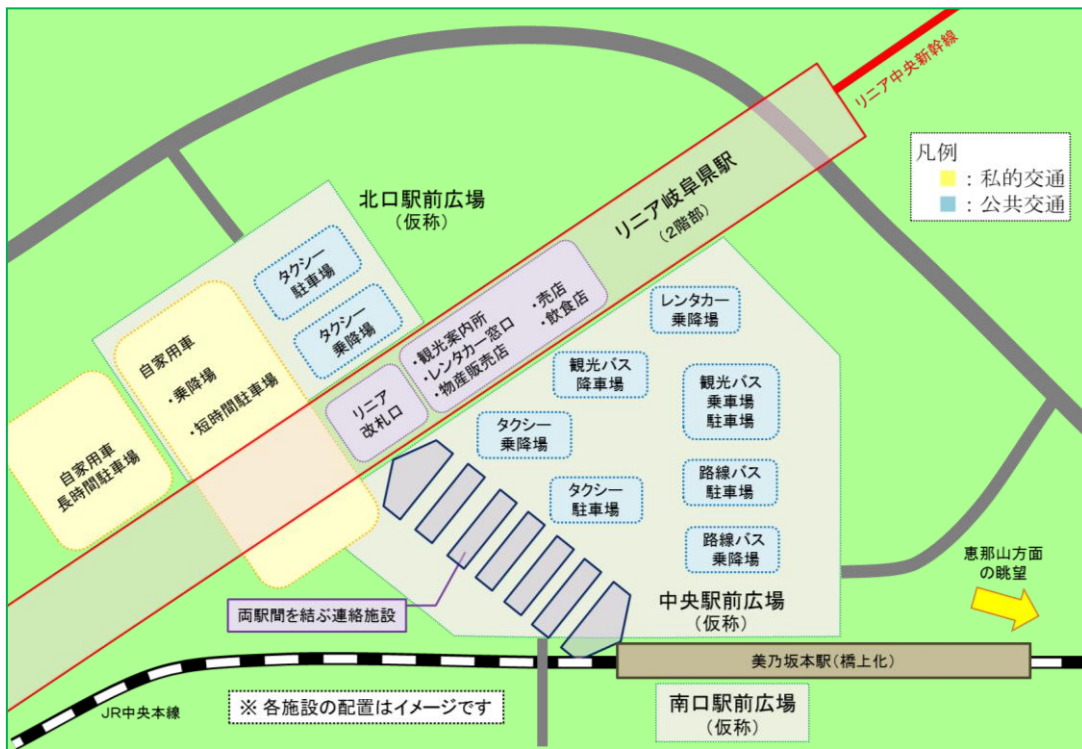 リニア中央新幹線
凡例
：私的交通
：公共交通
北口駅前広場
（仮称）
リニア岐阜県駅
（2階部）
タクシー
駐車場
タクシー
乗降場
・売店
・飲食店
・観光案内所
・レンタカー窓口
・物産販売店
リニア
改札口
自家用車
・乗降場
・短時間駐車場
自家用車
長時間駐車場
レンタカー
乗降場
観光バス
降車場
観光バス
乗車場
駐車場
タクシー
乗降場
タクシー
駐車場
路線バス
駐車場
路線バス
乗降場
恵那山方面
の眺望
中央駅前広場
（仮称）
両駅間を結ぶ連絡施設
美乃坂本駅（橋上化）
南口駅前広場
（仮称）
※ 各施設の配置はイメージです
JR中央本線